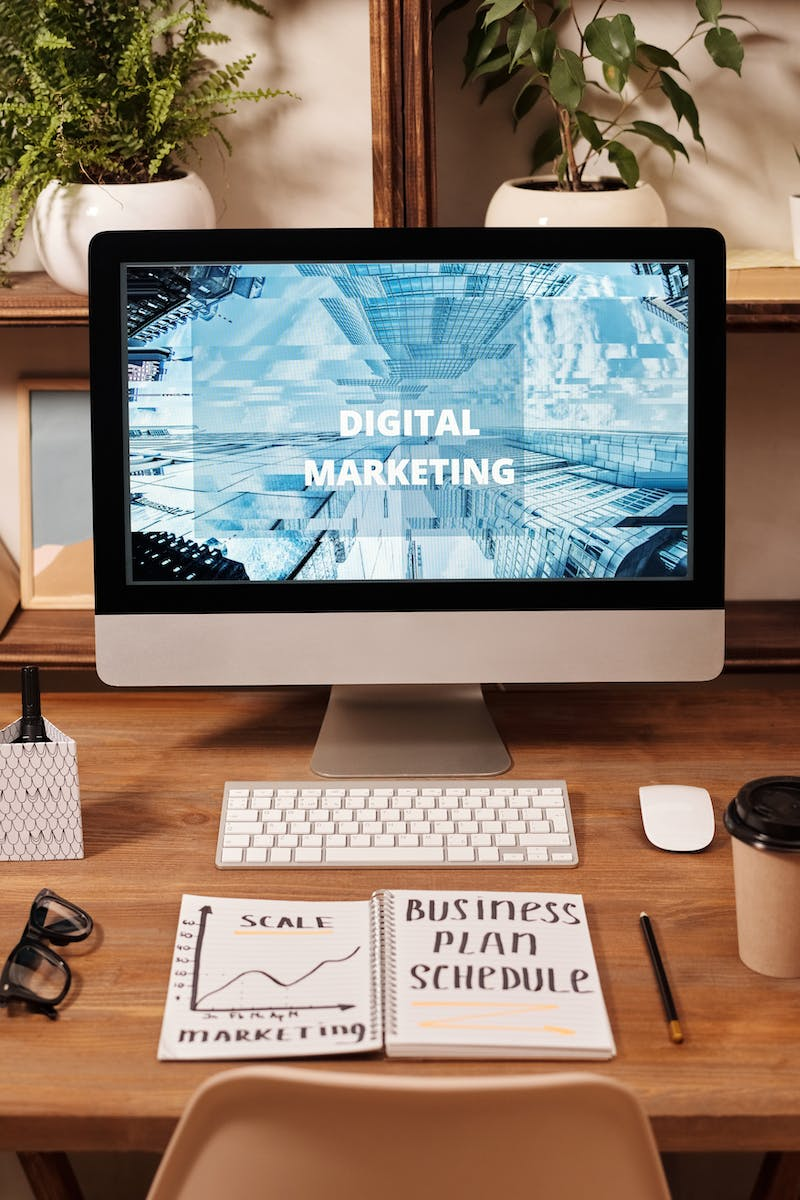 DIGITAL
MARKETING
SCALE
MARKETING
BUSINESS
PLAN
SCHEDULE